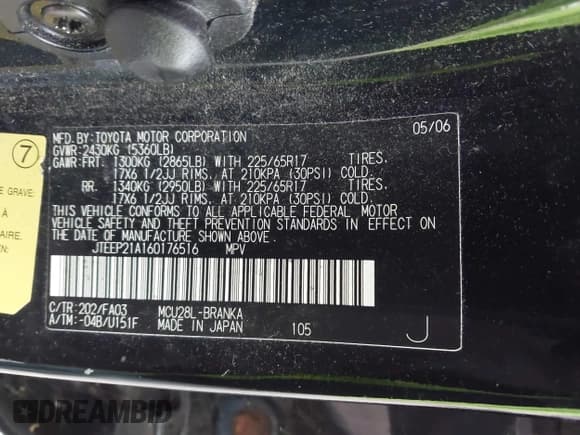 05/06
MFD.BY:TOYOTA MOTOR CORPORATION
GVWR:2430KG(5360LB)
GAWR:FRT. 1300KG (2865LB) WITH 225/65R17 TIRES.
17X6 1/2JJ RIMS. AT 210KPA (30PSI) COLD.
RR. 1340KG (2950LB) WITH 225/65R17 TIRES.
17X6 1/2JJ RIMS, AT 210KPA (30PSI) COLD.
THIS VEHICLE CONFORMS TO ALL APPLICABLE FEDERAL MOTOR
VEHICLE SAFETY AND THEFT PREVENTION STANDARDS IN EFFECT ON
THE DATE OF MANUFACTURE SHOWN ABOVE.
JTEEP21A160176516 MPV
C/TR:202/FA03 MCU28L-BRANKA
A/TM:-04B/U151F MADE IN JAPAN 105 J
7
E GRAVE:
À
AIRE.
EN:
DREAMBID